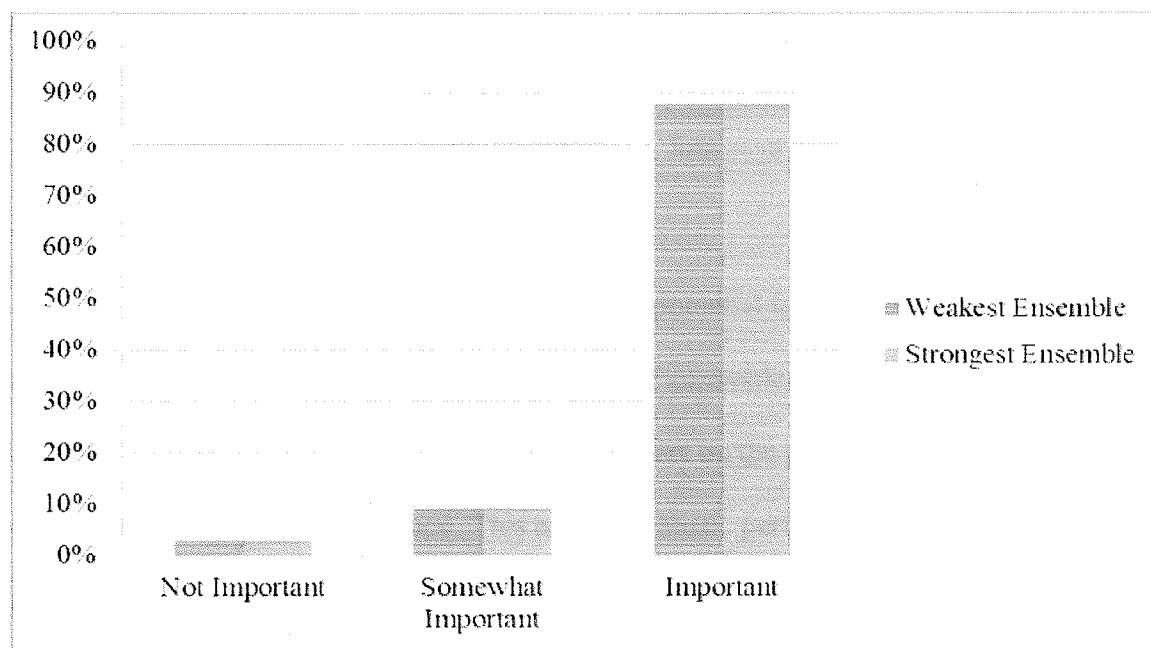 100%
90%
80%
70%
60%
50%
40%
30%
20%
10%
0%
Not Important
Somewhat
Important
Important
Weakest Ensemble
Strongest Ensemble